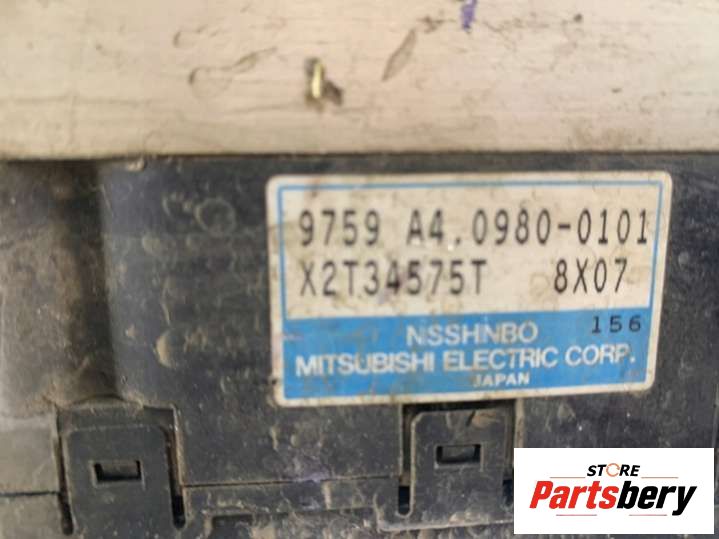 9759 A4.0980-0101
X2T34575T 8X07
NSSHNBO 156
MITSUBISHI ELECTRIC CORP.
JAPAN
STORE
Partsbery